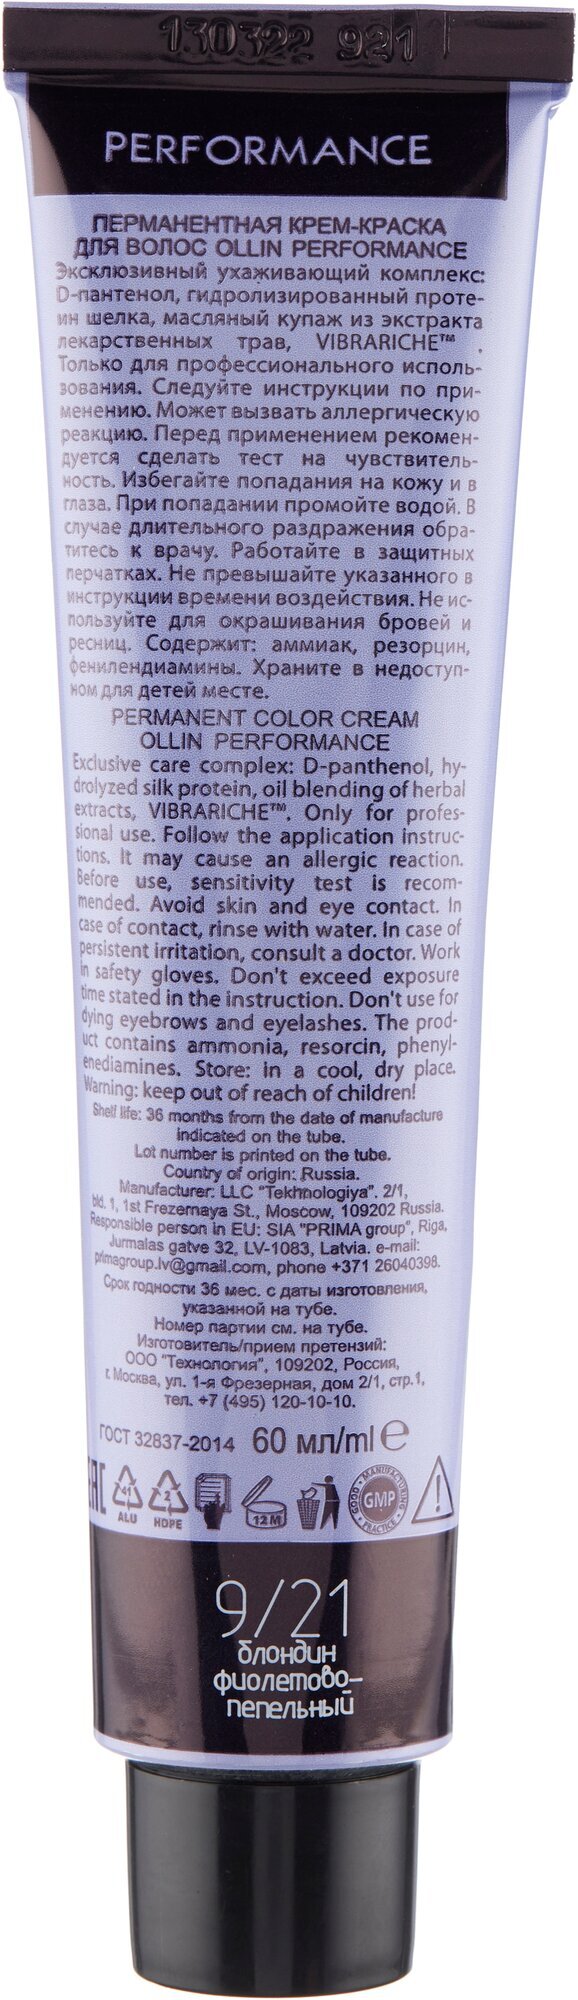 130322 921
PERFORMANCE
ПЕРМАНЕНТНАЯ КРЕМ-КРАСКА
ДЛЯ ВОЛОС OLLIN PERFORMANCE
Эксклюзивный ухаживающий комплекс:
D-пантенол, гидролизированный проте-
ин шелка, масляный купаж из экстракта
лекарственных трав, VIBRARICHE™ .
Только для профессионального исполь-
зования. Следуйте инструкции по при-
менению. Может вызвать аллергическую
реакцию. Перед применением рекомен-
дуется сделать тест на чувствитель-
ность. Избегайте попадания на кожу и в
глаза. При попадании промойте водой. В
случае длительного раздражения обра-
титесь к врачу. Работайте в защитных
перчатках. Не превышайте указанного в
инструкции времени воздействия. Не ис-
пользуйте для окрашивания бровей и
ресниц. Содержит: аммиак, резорцин,
фенилендиамины. Храните в недоступ-
ном для детей месте.
PERMANENT COLOR CREAM
OLLIN PERFORMANCE
Exclusive care complex: D-panthenol, hy-
drolyzed silk protein, oil blending of herbal
extracts, VIBRARICHE™. Only for profes-
sional use. Follow the application instruc-
tions. It may cause an allergic reaction.
Before use, sensitivity test is recom-
mended. Avoid skin and eye contact. In
case of contact, rinse with water. In case of
persistent irritation, consult a doctor. Work
in safety gloves. Don't exceed exposure
time stated in the instruction. Don't use for
dying eyebrows and eyelashes. The prod-
uct contains ammonia, resorcin, phenyl-
enediamines. Store: in a cool, dry place.
Warning: keep out of reach of children!
Shelf life: 36 months from the date of manufacture
indicated on the tube.
Lot number is printed on the tube.
Country of origin: Russia.
Manufacturer: LLC "Tekhnologiya". 2/1,
bld. 1, 1st Frezernaya St., Moscow, 109202 Russia.
Responsible person in EU: SIA "PRIMA group", Riga,
Jurmalas gatve 32, LV-1083, Latvia. e-mail:
primagroup.lv@gmail.com, phone +371 26040398.
Срок годности 36 мес. с даты изготовления,
указанной на тубе.
Номер партии см. на тубе.
Изготовитель/прием претензий:
ООО "Технология", 109202, Россия,
г. Москва, ул. 1-я Фрезерная, дом 2/1, стр.1,
тел. +7 (495) 120-10-10.
ГОСТ 32837-2014 60 мл/ml ℮
EAC 41 ALU 2 HDPE 12 M GOOD MANUFACTURING PRACTICE GMP
9/21
блондин
фиолетово-
пепельный